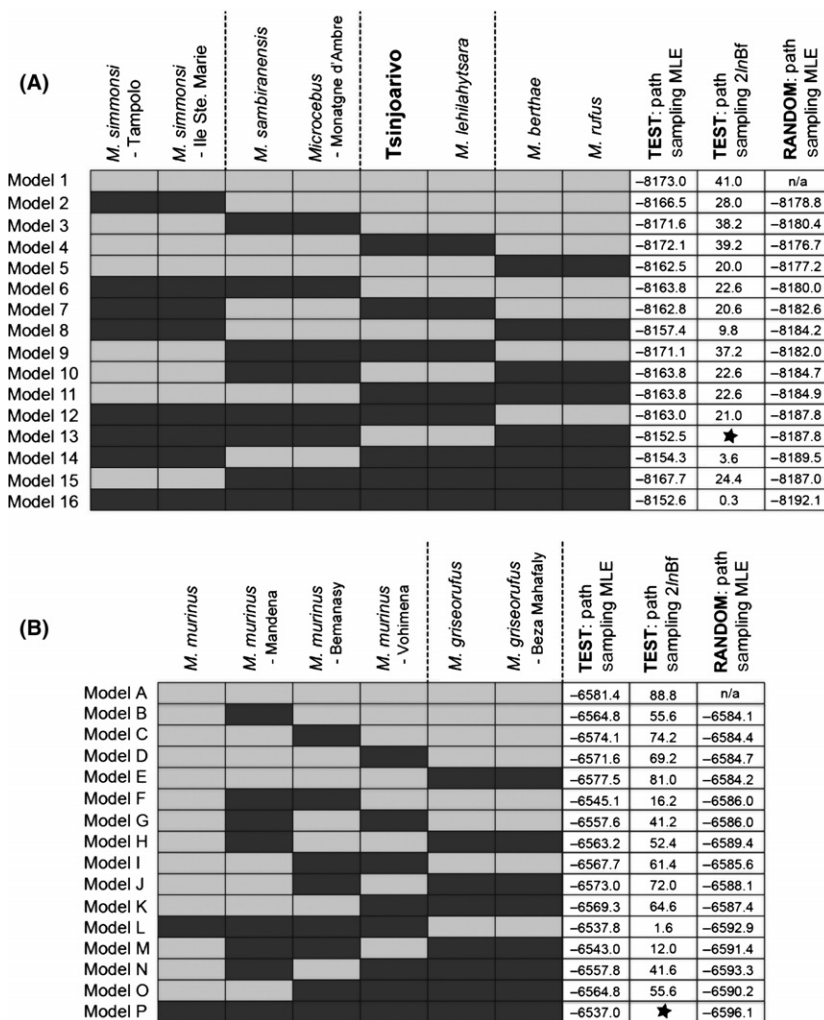 (A)
M. simmonsi - Tampolo
M. simmonsi - Ile Ste. Marie
M. sambiranensis
Microcebus - Monatgne d'Ambre
Tsinjoarivo
M. lehilahytsara
M. berthae
M. rufus
TEST: path sampling MLE
TEST: path sampling 2lnBf
RANDOM: path sampling MLE
Model 1 –8173.0 41.0 n/a
Model 2 –8166.5 28.0 –8178.8
Model 3 –8171.6 38.2 –8180.4
Model 4 –8172.1 39.2 –8176.7
Model 5 –8162.5 20.0 –8177.2
Model 6 –8163.8 22.6 –8180.0
Model 7 –8162.8 20.6 –8182.6
Model 8 –8157.4 9.8 –8184.2
Model 9 –8171.1 37.2 –8182.0
Model 10 –8163.8 22.6 –8184.7
Model 11 –8163.8 22.6 –8184.9
Model 12 –8163.0 21.0 –8187.8
Model 13 –8152.5 ★ –8187.8
Model 14 –8154.3 3.6 –8189.5
Model 15 –8167.7 24.4 –8187.0
Model 16 –8152.6 0.3 –8192.1
(B)
M. murinus
M. murinus - Mandena
M. murinus - Bemanasy
M. murinus - Vohimena
M. griseorufus
M. griseorufus - Beza Mahafaly
TEST: path sampling MLE
TEST: path sampling 2lnBf
RANDOM: path sampling MLE
Model A –6581.4 88.8 n/a
Model B –6564.8 55.6 –6584.1
Model C –6574.1 74.2 –6584.4
Model D –6571.6 69.2 –6584.7
Model E –6577.5 81.0 –6584.2
Model F –6545.1 16.2 –6586.0
Model G –6557.6 41.2 –6586.0
Model H –6563.2 52.4 –6589.4
Model I –6567.7 61.4 –6585.6
Model J –6573.0 72.0 –6588.1
Model K –6569.3 64.6 –6587.4
Model L –6537.8 1.6 –6592.9
Model M –6543.0 12.0 –6591.4
Model N –6557.8 41.6 –6593.3
Model O –6564.8 55.6 –6590.2
Model P –6537.0 ★ –6596.1